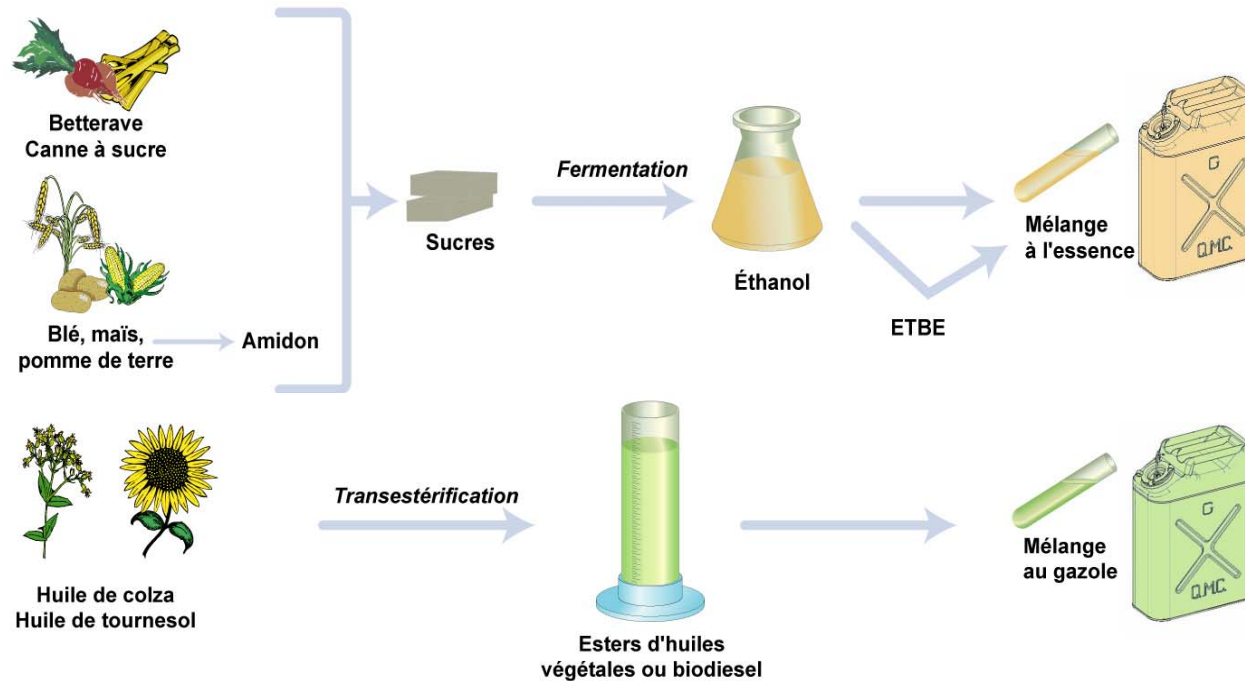 Betterave
Canne à sucre
Blé, maïs,
pomme de terre
Amidon
Sucres
Fermentation
Éthanol
ETBE
Mélange
à l'essence
G
Q.M.C.
Huile de colza
Huile de tournesol
Transestérification
Esters d'huiles
végétales ou biodiesel
Mélange
au gazole
G
Q.M.C.